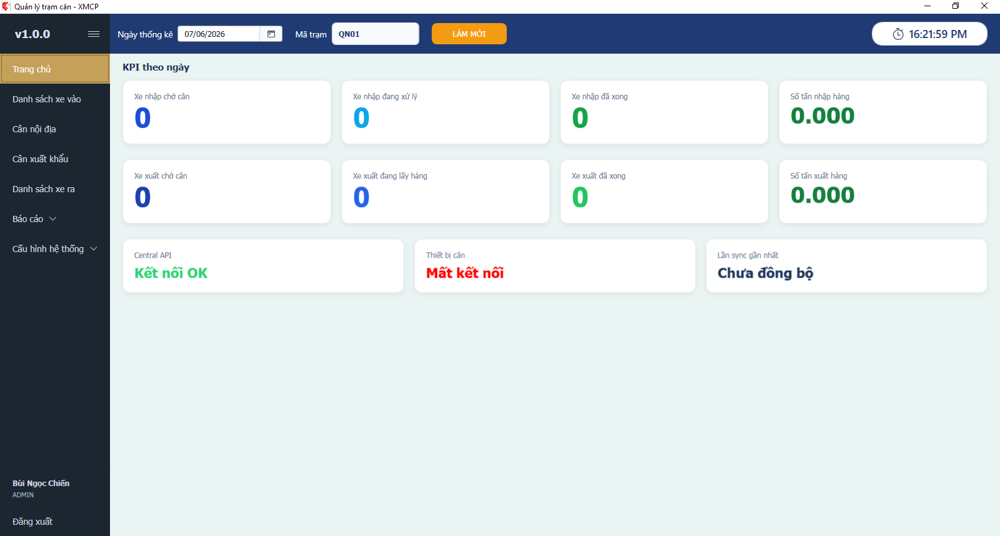 Quản lý trạm cân - XMCP
v1.0.0
Ngày thống kê 07/06/2026 Mã trạm QN01 LÀM MỚI 16:21:59 PM
Trang chủ
Danh sách xe vào
Cân nội địa
Cân xuất khẩu
Danh sách xe ra
Báo cáo
Cấu hình hệ thống
Bùi Ngọc Chiến
ADMIN
Đăng xuất
KPI theo ngày
Xe nhập chờ cân
0
Xe nhập đang xử lý
0
Xe nhập đã xong
0
Số tấn nhập hàng
0.000
Xe xuất chờ cân
0
Xe xuất đang lấy hàng
0
Xe xuất đã xong
0
Số tấn xuất hàng
0.000
Central API
Kết nối OK
Thiết bị cân
Mất kết nối
Lần sync gần nhất
Chưa đồng bộ